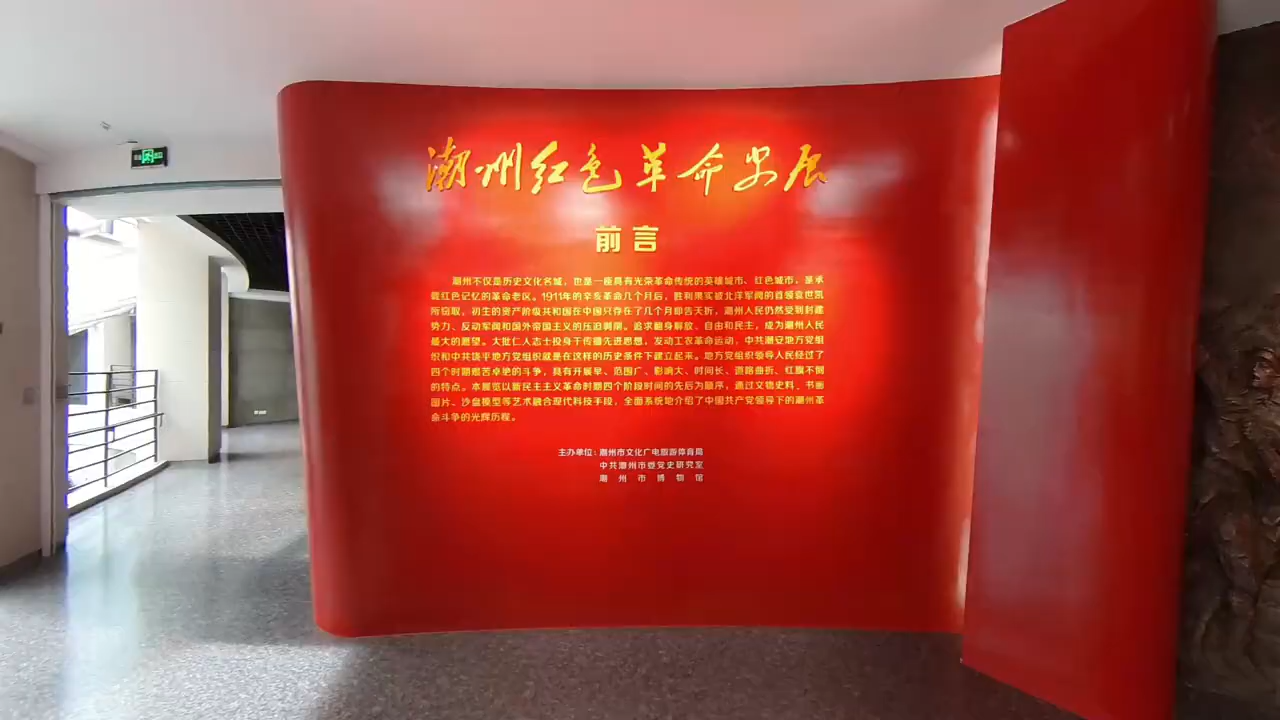 潮州红色革命史展
前言
潮州不仅是历史文化名城，也是一座具有光荣革命传统的英雄城市、红色城市，是承
载红色记忆的革命老区。1911年的辛亥革命几个月后，胜利果实被北洋军阀的首领袁世凯
所窃取，初生的资产阶级共和国在中国只存在了几个月即告夭折，潮州人民仍然受到封建
势力、反动军阀和国外帝国主义的压迫剥削。追求翻身解放、自由和民主，成为潮州人民
最大的愿望。大批仁人志士投身于传播先进思想，发动工农革命运动，中共潮安地方党组
织和中共饶平地方党组织就是在这样的历史条件下建立起来。地方党组织领导人民经过了
四个时期艰苦卓绝的斗争，具有开展早、范围广、影响大、时间长、道路曲折、红旗不倒
的特点。本展览以新民主主义革命时期四个阶段时间的先后为顺序，通过文物史料、书画
图片、沙盘模型等艺术融合现代科技手段，全面系统地介绍了中国共产党领导下的潮州革
命斗争的光辉历程。
主办单位：潮州市文化广电旅游体育局
中共潮州市委党史研究室
潮州市博物馆